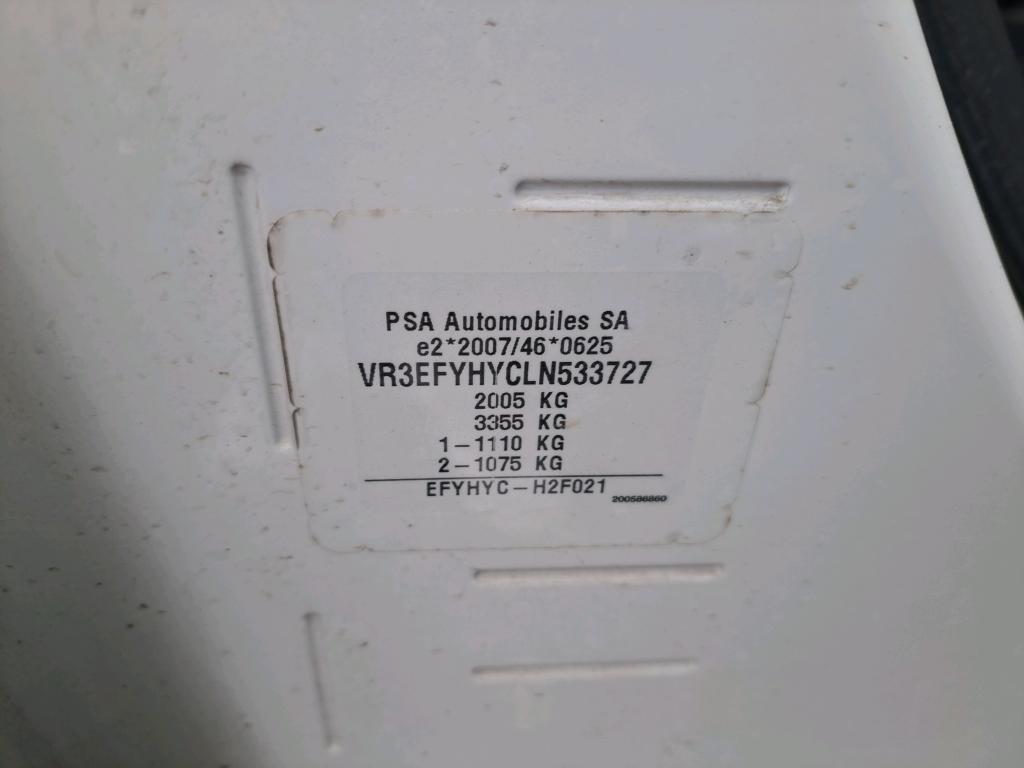 PSA Automobiles SA
e2*2007/46*0625
VR3EFYHYCLN533727
2005 KG
3355 KG
1-1110 KG
2-1075 KG
EFYHYC-H2F021
200586860